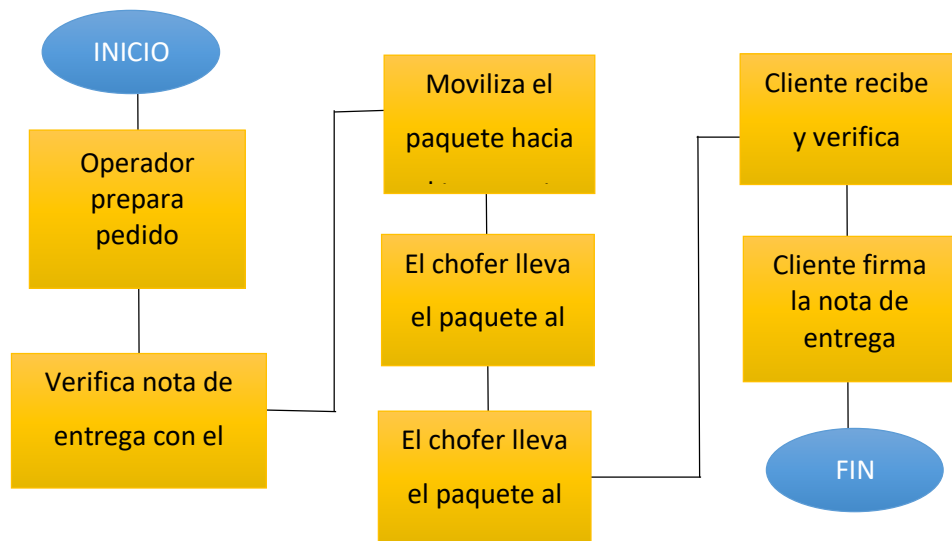 INICIO
Operador
prepara
pedido
Verifica nota de
entrega con el
Moviliza el
paquete hacia
El chofer lleva
el paquete al
El chofer lleva
el paquete al
Cliente recibe
y verifica
Cliente firma
la nota de
entrega
FIN